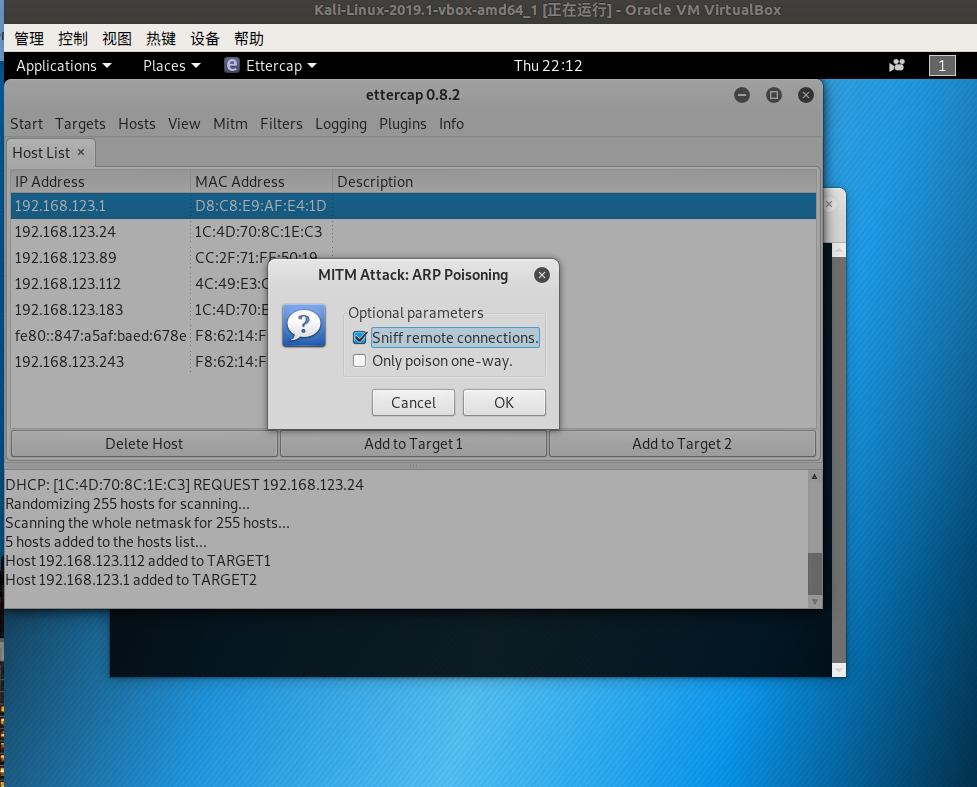 Kali-Linux-2019.1-vbox-amd64_1 [正在运行] - Oracle VM VirtualBox
管理 控制 视图 热键 设备 帮助
Applications Places e Ettercap Thu 22:12 1
ettercap 0.8.2
Start Targets Hosts View Mitm Filters Logging Plugins Info
Host List ×
IP Address MAC Address Description
192.168.123.1 D8:C8:E9:AF:E4:1D
192.168.123.24 1C:4D:70:8C:1E:C3
192.168.123.89 CC:2F:71:FE:50:19
192.168.123.112 4C:49:E3:C
192.168.123.183 1C:4D:70:E
fe80::847:a5af:baed:678e F8:62:14:F
192.168.123.243 F8:62:14:F
MITM Attack: ARP Poisoning
Optional parameters
Sniff remote connections.
Only poison one-way.
Cancel OK
Delete Host Add to Target 1 Add to Target 2
DHCP: [1C:4D:70:8C:1E:C3] REQUEST 192.168.123.24
Randomizing 255 hosts for scanning...
Scanning the whole netmask for 255 hosts...
5 hosts added to the hosts list...
Host 192.168.123.112 added to TARGET1
Host 192.168.123.1 added to TARGET2